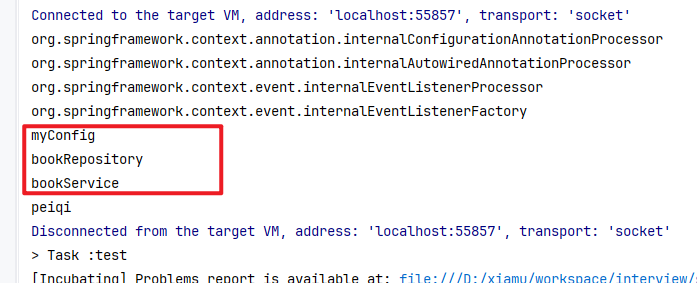 Connected to the target VM, address: 'localhost:55857', transport: 'socket'
org.springframework.context.annotation.internalConfigurationAnnotationProcessor
org.springframework.context.annotation.internalAutowiredAnnotationProcessor
org.springframework.context.event.internalEventListenerProcessor
org.springframework.context.event.internalEventListenerFactory
myConfig
bookRepository
bookService
peiqi
Disconnected from the target VM, address: 'localhost:55857', transport: 'socket'
> Task :test
[Incubating] Problems report is available at: file:///D:/xiamu/workspace/interview/